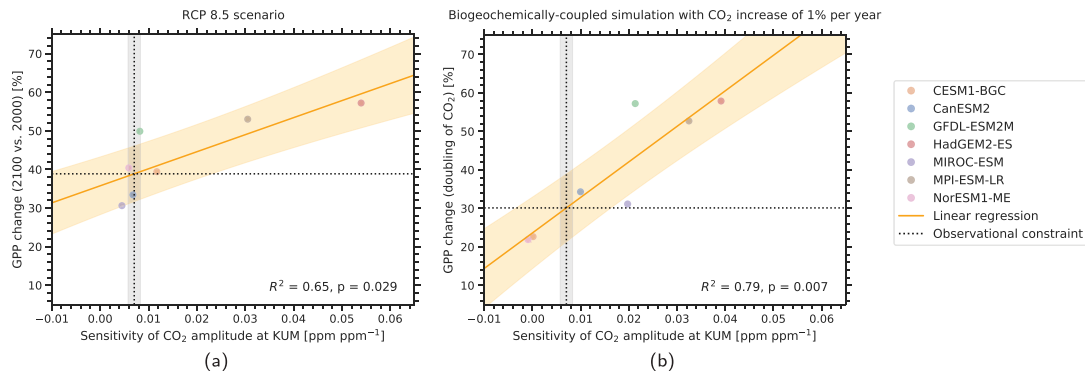 RCP 8.5 scenario
GPP change (2100 vs. 2000) [%]
70
60
50
40
30
20
10
R² = 0.65, p = 0.029
−0.01 0.00 0.01 0.02 0.03 0.04 0.05 0.06
Sensitivity of CO₂ amplitude at KUM [ppm ppm⁻¹]
(a)
Biogeochemically-coupled simulation with CO₂ increase of 1% per year
GPP change (doubling of CO₂) [%]
70
60
50
40
30
20
10
R² = 0.79, p = 0.007
−0.01 0.00 0.01 0.02 0.03 0.04 0.05 0.06
Sensitivity of CO₂ amplitude at KUM [ppm ppm⁻¹]
(b)
CESM1-BGC
CanESM2
GFDL-ESM2M
HadGEM2-ES
MIROC-ESM
MPI-ESM-LR
NorESM1-ME
Linear regression
Observational constraint